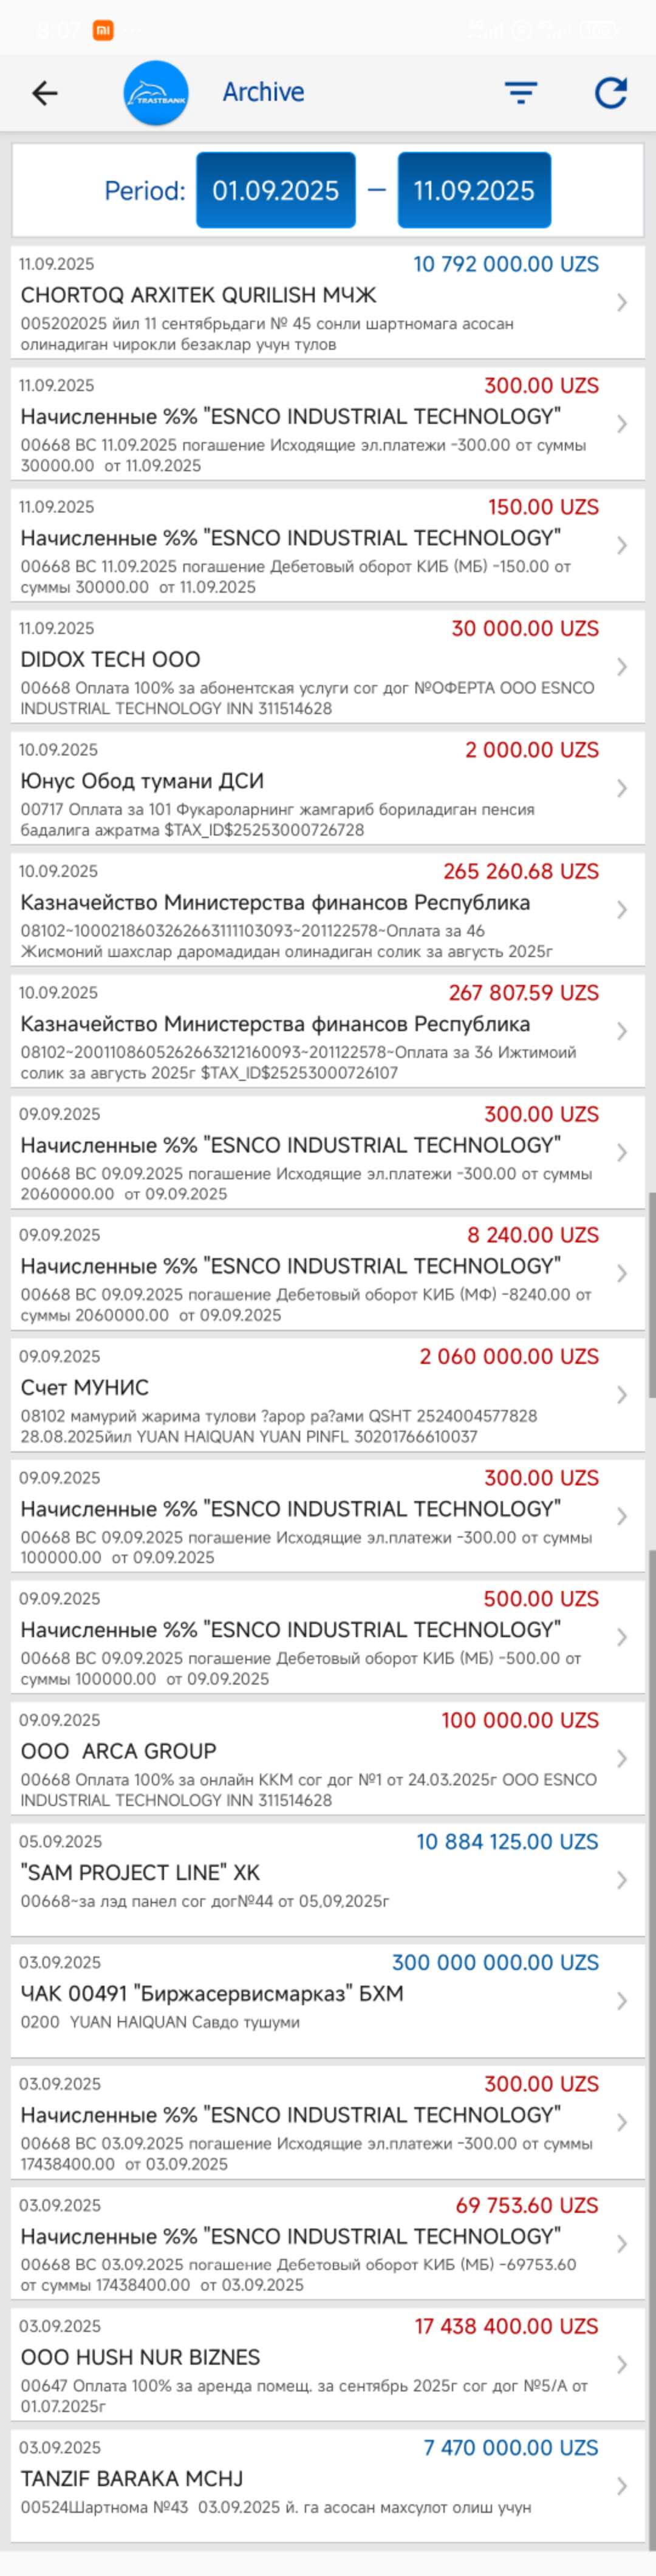 TRASTBANK
Archive
Period: 01.09.2025 – 11.09.2025
11.09.2025 10 792 000.00 UZS
CHORTOQ ARXITEK QURILISH МЧЖ
005202025 йил 11 сентябрьдаги № 45 сонли шартномага асосан
олинадиган чирокли безаклар учун тулов
11.09.2025 300.00 UZS
Начисленные %% "ESNCO INDUSTRIAL TECHNOLOGY"
00668 ВС 11.09.2025 погашение Исходящие эл.платежи -300.00 от суммы
30000.00 от 11.09.2025
11.09.2025 150.00 UZS
Начисленные %% "ESNCO INDUSTRIAL TECHNOLOGY"
00668 ВС 11.09.2025 погашение Дебетовый оборот КИБ (МБ) -150.00 от
суммы 30000.00 от 11.09.2025
11.09.2025 30 000.00 UZS
DIDOX TECH ООО
00668 Оплата 100% за абонентская услуги сог дог №ОФЕРТА ООО ESNCO
INDUSTRIAL TECHNOLOGY INN 311514628
10.09.2025 2 000.00 UZS
Юнус Обод тумани ДСИ
00717 Оплата за 101 Фукароларнинг жамгариб бориладиган пенсия
бадалига ажратма $TAX_ID$25253000726728
10.09.2025 265 260.68 UZS
Казначейство Министерства финансов Республика
08102~100021860326266311103093~201122578~Оплата за 46
Жисмоний шахслар даромадидан олинадиган солик за августь 2025г
10.09.2025 267 807.59 UZS
Казначейство Министерства финансов Республика
08102~200110860526266321216​0093~201122578~Оплата за 36 Ижтимоий
солик за августь 2025г $TAX_ID$25253000726107
09.09.2025 300.00 UZS
Начисленные %% "ESNCO INDUSTRIAL TECHNOLOGY"
00668 ВС 09.09.2025 погашение Исходящие эл.платежи -300.00 от суммы
2060000.00 от 09.09.2025
09.09.2025 8 240.00 UZS
Начисленные %% "ESNCO INDUSTRIAL TECHNOLOGY"
00668 ВС 09.09.2025 погашение Дебетовый оборот КИБ (МФ) -8240.00 от
суммы 2060000.00 от 09.09.2025
09.09.2025 2 060 000.00 UZS
Счет МУНИС
08102 мамурий жарима тулови ?арор ра?ами QSHT 2524004577828
28.08.2025йил YUAN HAIQUAN YUAN PINFL 30201766610037
09.09.2025 300.00 UZS
Начисленные %% "ESNCO INDUSTRIAL TECHNOLOGY"
00668 ВС 09.09.2025 погашение Исходящие эл.платежи -300.00 от суммы
100000.00 от 09.09.2025
09.09.2025 500.00 UZS
Начисленные %% "ESNCO INDUSTRIAL TECHNOLOGY"
00668 ВС 09.09.2025 погашение Дебетовый оборот КИБ (МБ) -500.00 от
суммы 100000.00 от 09.09.2025
09.09.2025 100 000.00 UZS
ООО ARCA GROUP
00668 Оплата 100% за онлайн ККМ сог дог №1 от 24.03.2025г ООО ESNCO
INDUSTRIAL TECHNOLOGY INN 311514628
05.09.2025 10 884 125.00 UZS
"SAM PROJECT LINE" XK
00668~за лэд панел сог дог№44 от 05,09,2025г
03.09.2025 300 000 000.00 UZS
ЧАК 00491 "Биржасервисмарказ" БХМ
0200 YUAN HAIQUAN Савдо тушуми
03.09.2025 300.00 UZS
Начисленные %% "ESNCO INDUSTRIAL TECHNOLOGY"
00668 ВС 03.09.2025 погашение Исходящие эл.платежи -300.00 от суммы
17438400.00 от 03.09.2025
03.09.2025 69 753.60 UZS
Начисленные %% "ESNCO INDUSTRIAL TECHNOLOGY"
00668 ВС 03.09.2025 погашение Дебетовый оборот КИБ (МБ) -69753.60
от суммы 17438400.00 от 03.09.2025
03.09.2025 17 438 400.00 UZS
ООО HUSH NUR BIZNES
00647 Оплата 100% за аренда помещ. за сентябрь 2025г сог дог №5/А от
01.07.2025г
03.09.2025 7 470 000.00 UZS
TANZIF BARAKA MCHJ
00524Шартнома №43 03.09.2025 й. га асосан махсулот олиш учун